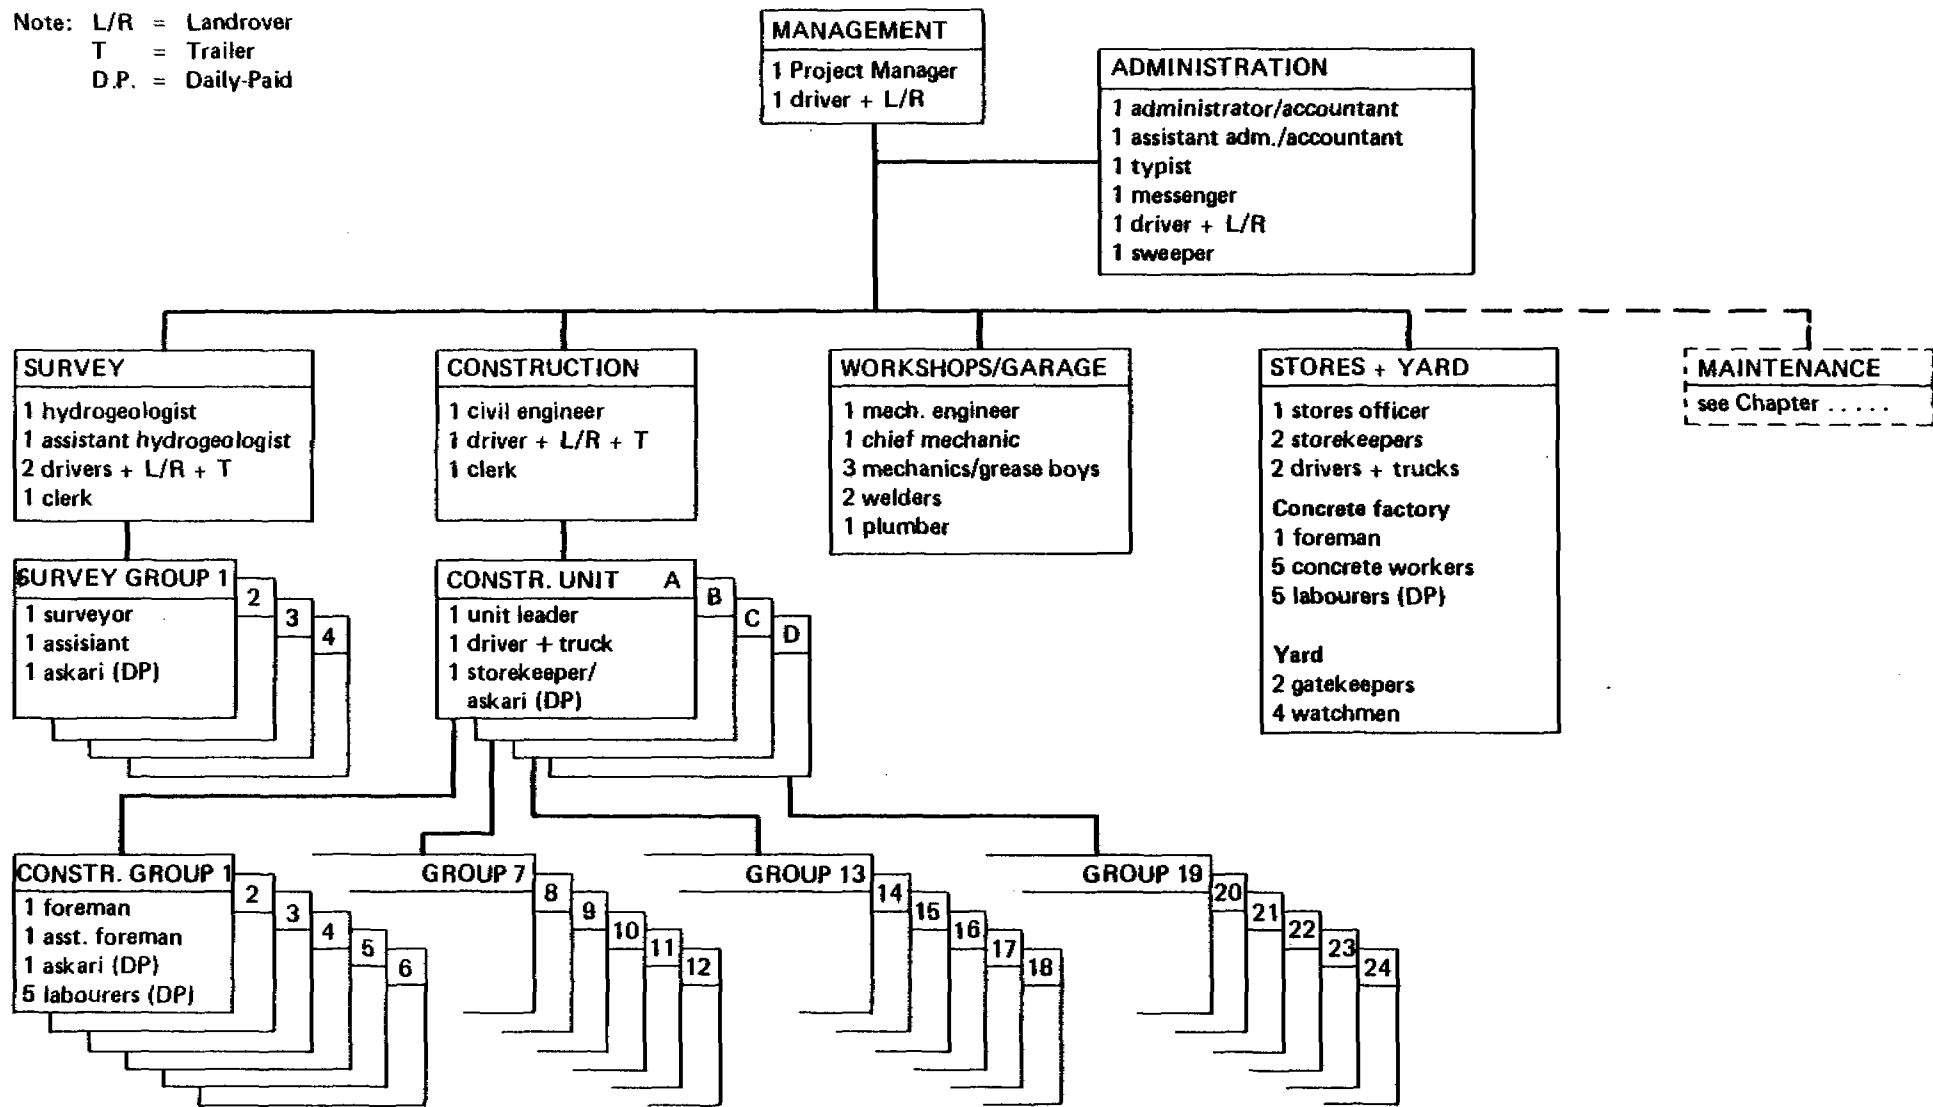 Note: L/R = Landrover
T = Trailer
D.P. = Daily-Paid
MANAGEMENT
1 Project Manager
1 driver + L/R
ADMINISTRATION
1 administrator/accountant
1 assistant adm./accountant
1 typist
1 messenger
1 driver + L/R
1 sweeper
SURVEY
1 hydrogeologist
1 assistant hydrogeologist
2 drivers + L/R + T
1 clerk
CONSTRUCTION
1 civil engineer
1 driver + L/R + T
1 clerk
WORKSHOPS/GARAGE
1 mech. engineer
1 chief mechanic
3 mechanics/grease boys
2 welders
1 plumber
STORES + YARD
1 stores officer
2 storekeepers
2 drivers + trucks
Concrete factory
1 foreman
5 concrete workers
5 labourers (DP)
Yard
2 gatekeepers
4 watchmen
MAINTENANCE
see Chapter . . . . .
SURVEY GROUP 1
1 surveyor
1 assisiant
1 askari (DP)
2
3
4
CONSTR. UNIT A
1 unit leader
1 driver + truck
1 storekeeper/
askari (DP)
B
C
D
CONSTR. GROUP 1
1 foreman
1 asst. foreman
1 askari (DP)
5 labourers (DP)
2
3
4
5
6
GROUP 7
8
9
10
11
12
GROUP 13
14
15
16
17
18
GROUP 19
20
21
22
23
24